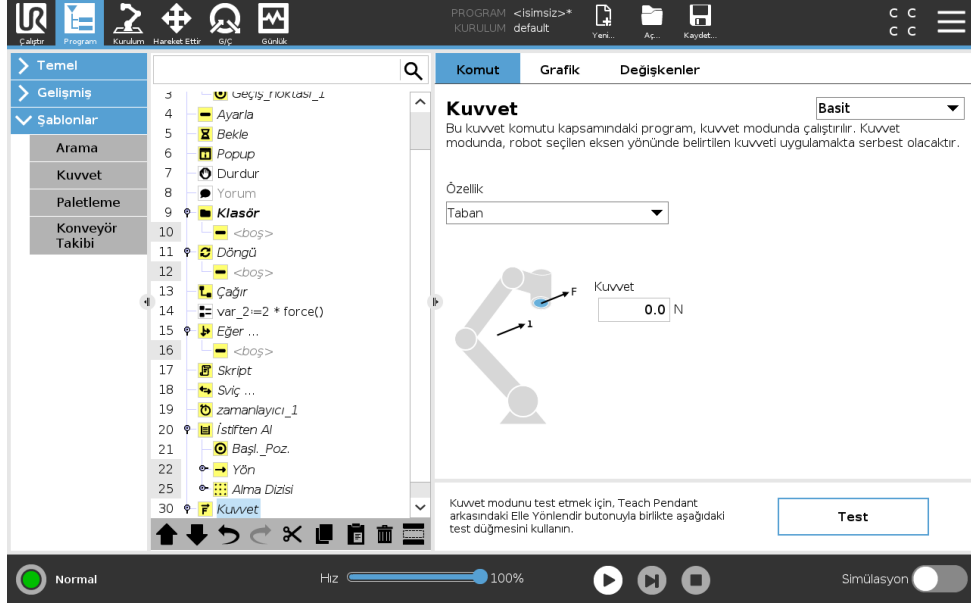 UR
PROGRAM <isimsiz>*
KURULUM default
Çalıştır
Program
Kurulum
Hareket Ettir
G/Ç
Günlük
Yeni...
Aç...
Kaydet...
C C
C C
Temel
Gelişmiş
Şablonlar
Arama
Kuvvet
Paletleme
Konveyör
Takibi
3 Geçiş_noktası_1
4 Ayarla
5 Bekle
6 Popup
7 Durdur
8 Yorum
9 Klasör
10 <boş>
11 Döngü
12 <boş>
13 Çağır
14 var_2:=2 * force()
15 Eğer ...
16 <boş>
17 Skript
18 Sviç ...
19 zamanlayıcı_1
20 İstiften Al
21 Başl._Poz.
22 Yön
25 Alma Dizisi
30 Kuvvet
Komut
Grafik
Değişkenler
Kuvvet
Basit
Bu kuvvet komutu kapsamındaki program, kuvvet modunda çalıştırılır. Kuvvet
modunda, robot seçilen eksen yönünde belirtilen kuvveti uygulamakta serbest olacaktır.
Özellik
Taban
F
1
Kuvvet
0.0 N
Kuvvet modunu test etmek için, Teach Pendant
arkasındaki Elle Yönlendir butonuyla birlikte aşağıdaki
test düğmesini kullanın.
Test
Normal
Hız
100%
Simülasyon